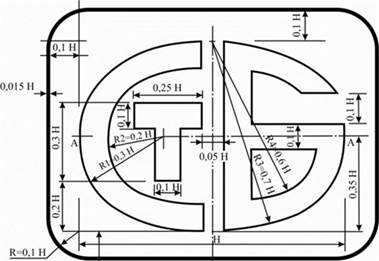 0,1 H
0,1 H
0,015 H
0,25 H
0,1 H
0,1 H
0,3 H
R2=0,2 H
0,1 H
A
A
R1=0,3 H
0,05 H
R4=0,6 H
R3=0,7 H
0,1 H
0,35 H
0,2 H
H
R=0,1 H